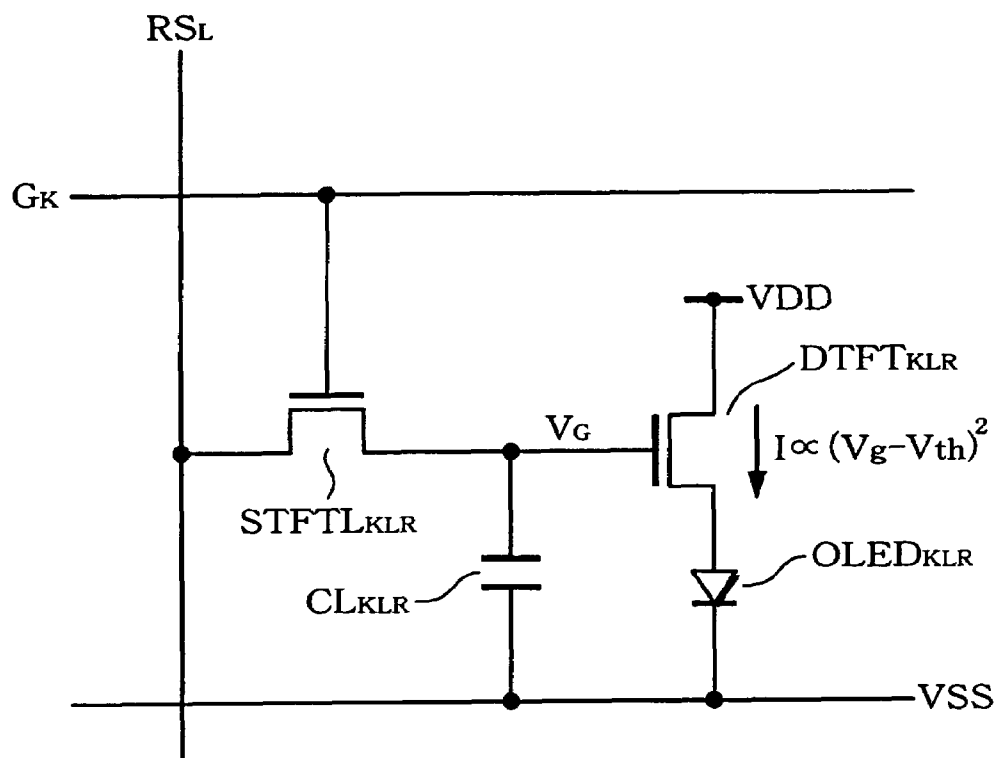 RSL
GK
VDD
DTFTKLR
VG
I∝(Vg-Vth)²
STFTLKLR
OLEDKLR
CLKLR
VSS